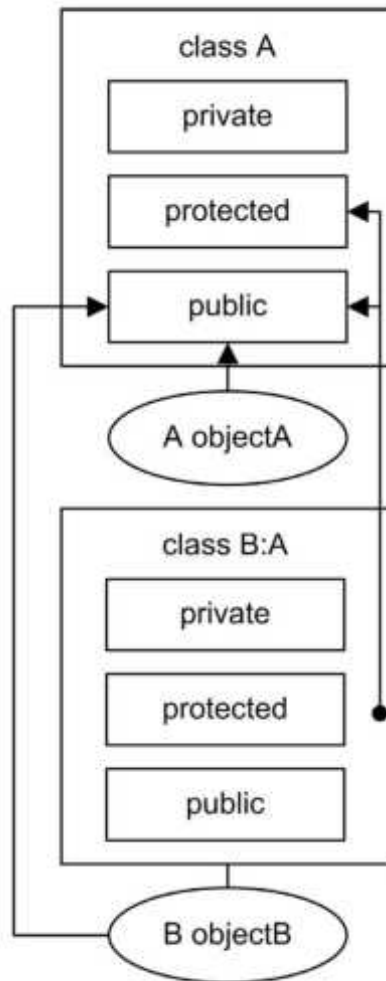 class A
private
protected
public
A objectA
class B:A
private
protected
public
B objectB